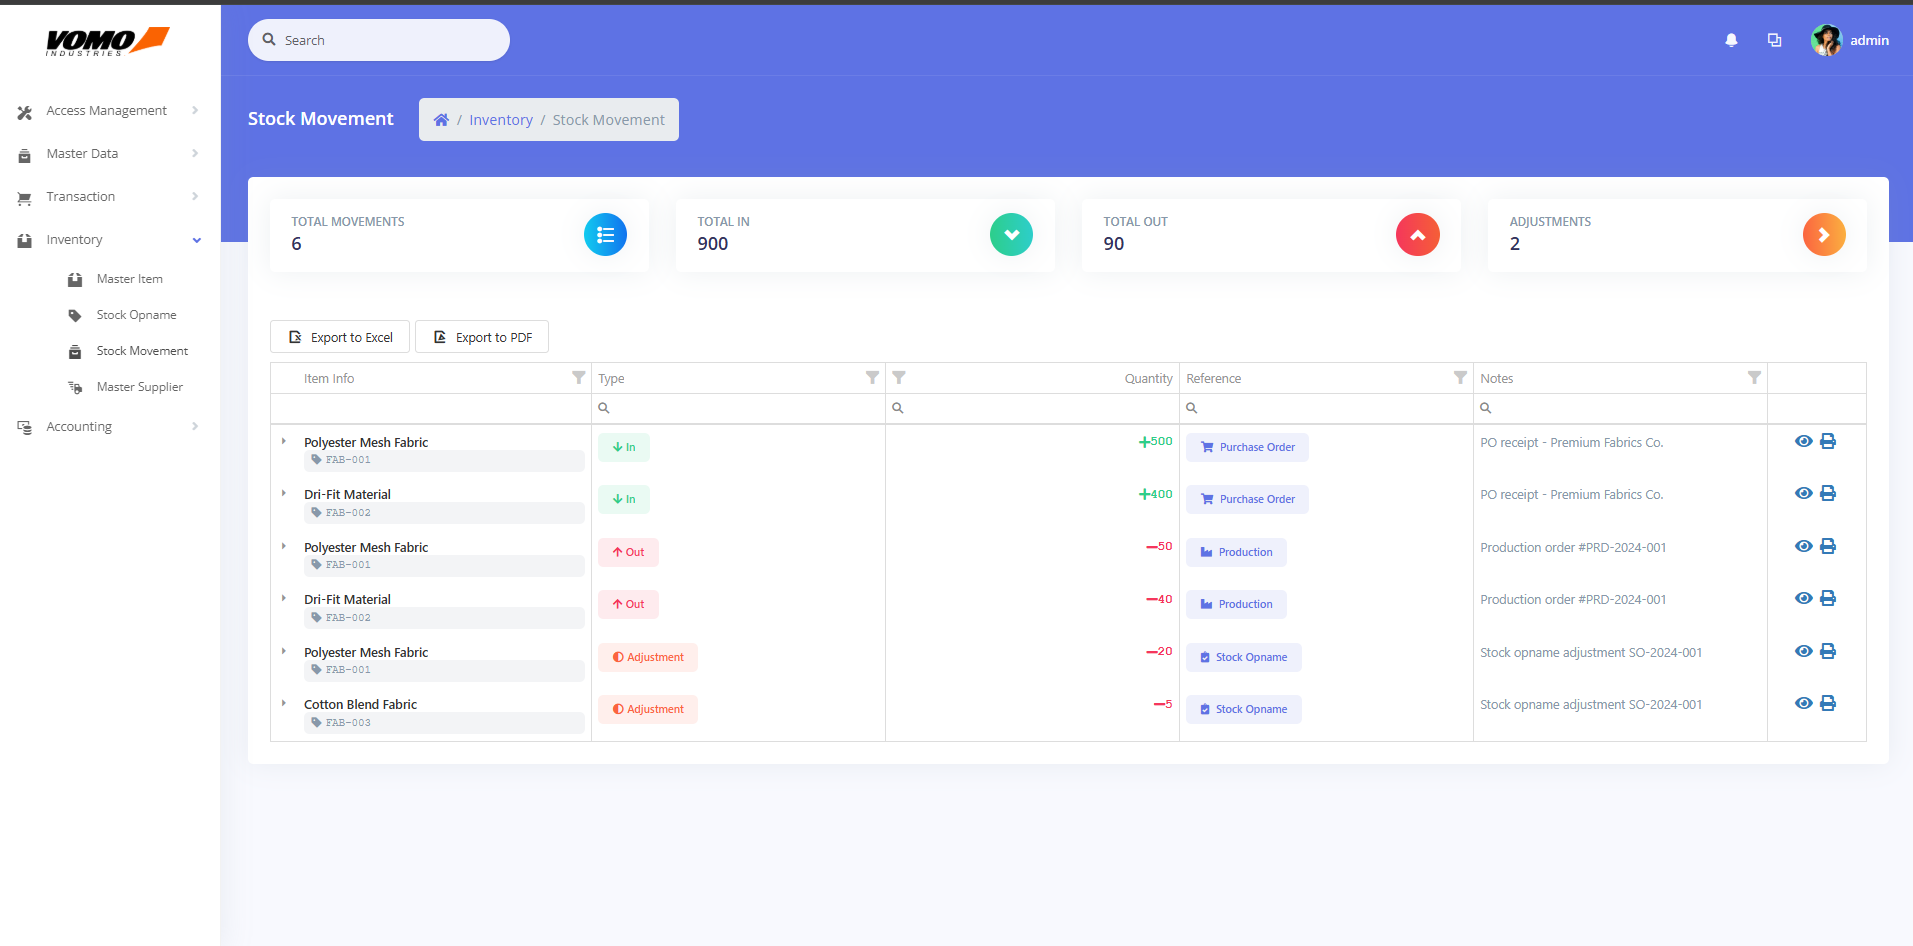 VOMO
INDUSTRIES
Search
admin
Access Management
Master Data
Transaction
Inventory
Master Item
Stock Opname
Stock Movement
Master Supplier
Accounting
Stock Movement
/ Inventory / Stock Movement
TOTAL MOVEMENTS
6
TOTAL IN
900
TOTAL OUT
90
ADJUSTMENTS
2
Export to Excel Export to PDF
Item Info Type Quantity Reference Notes
Polyester Mesh Fabric
FAB-001
In +500 Purchase Order PO receipt - Premium Fabrics Co.
Dri-Fit Material
FAB-002
In +400 Purchase Order PO receipt - Premium Fabrics Co.
Polyester Mesh Fabric
FAB-001
Out −50 Production Production order #PRD-2024-001
Dri-Fit Material
FAB-002
Out −40 Production Production order #PRD-2024-001
Polyester Mesh Fabric
FAB-001
Adjustment −20 Stock Opname Stock opname adjustment SO-2024-001
Cotton Blend Fabric
FAB-003
Adjustment −5 Stock Opname Stock opname adjustment SO-2024-001